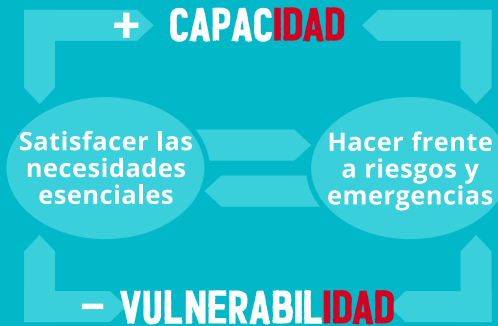 + CAPACIDAD
Satisfacer las
necesidades
esenciales
Hacer frente
a riesgos y
emergencias
- VULNERABILIDAD